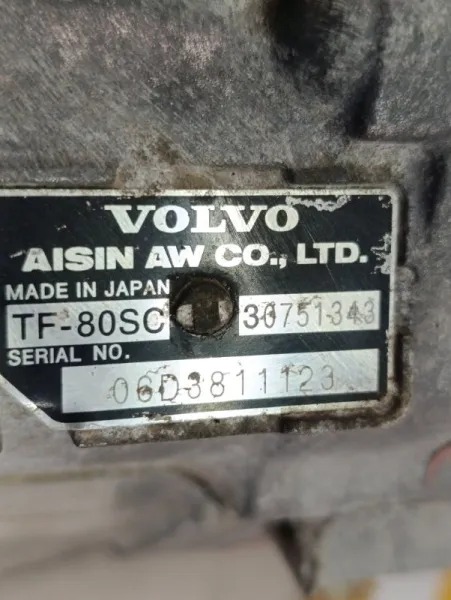 VOLVO
AISIN AW CO., LTD.
MADE IN JAPAN
TF-80SC 30751343
SERIAL NO.
06D3811123